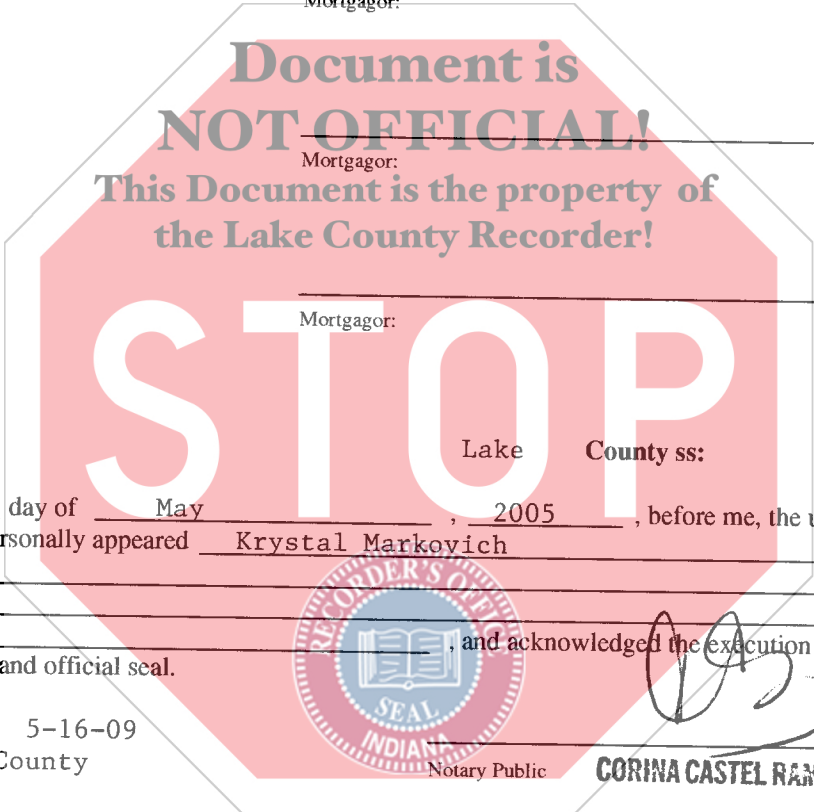 Mortgagor:
Document is
NOT OFFICIAL!
Mortgagor:
This Document is the property of
the Lake County Recorder!
Mortgagor:
STOP
Lake County ss:
day of May , 2005 , before me, the u
rsonally appeared Krystal Markovich
, and acknowledged the execution
and official seal.
RECORDER'S OFFICE
SEAL
INDIANA
5-16-09
County
Notary Public CORINA CASTEL RAM